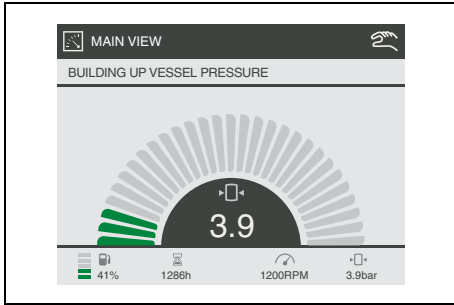 MAIN VIEW
BUILDING UP VESSEL PRESSURE
3.9
41% 1286h 1200RPM 3.9bar